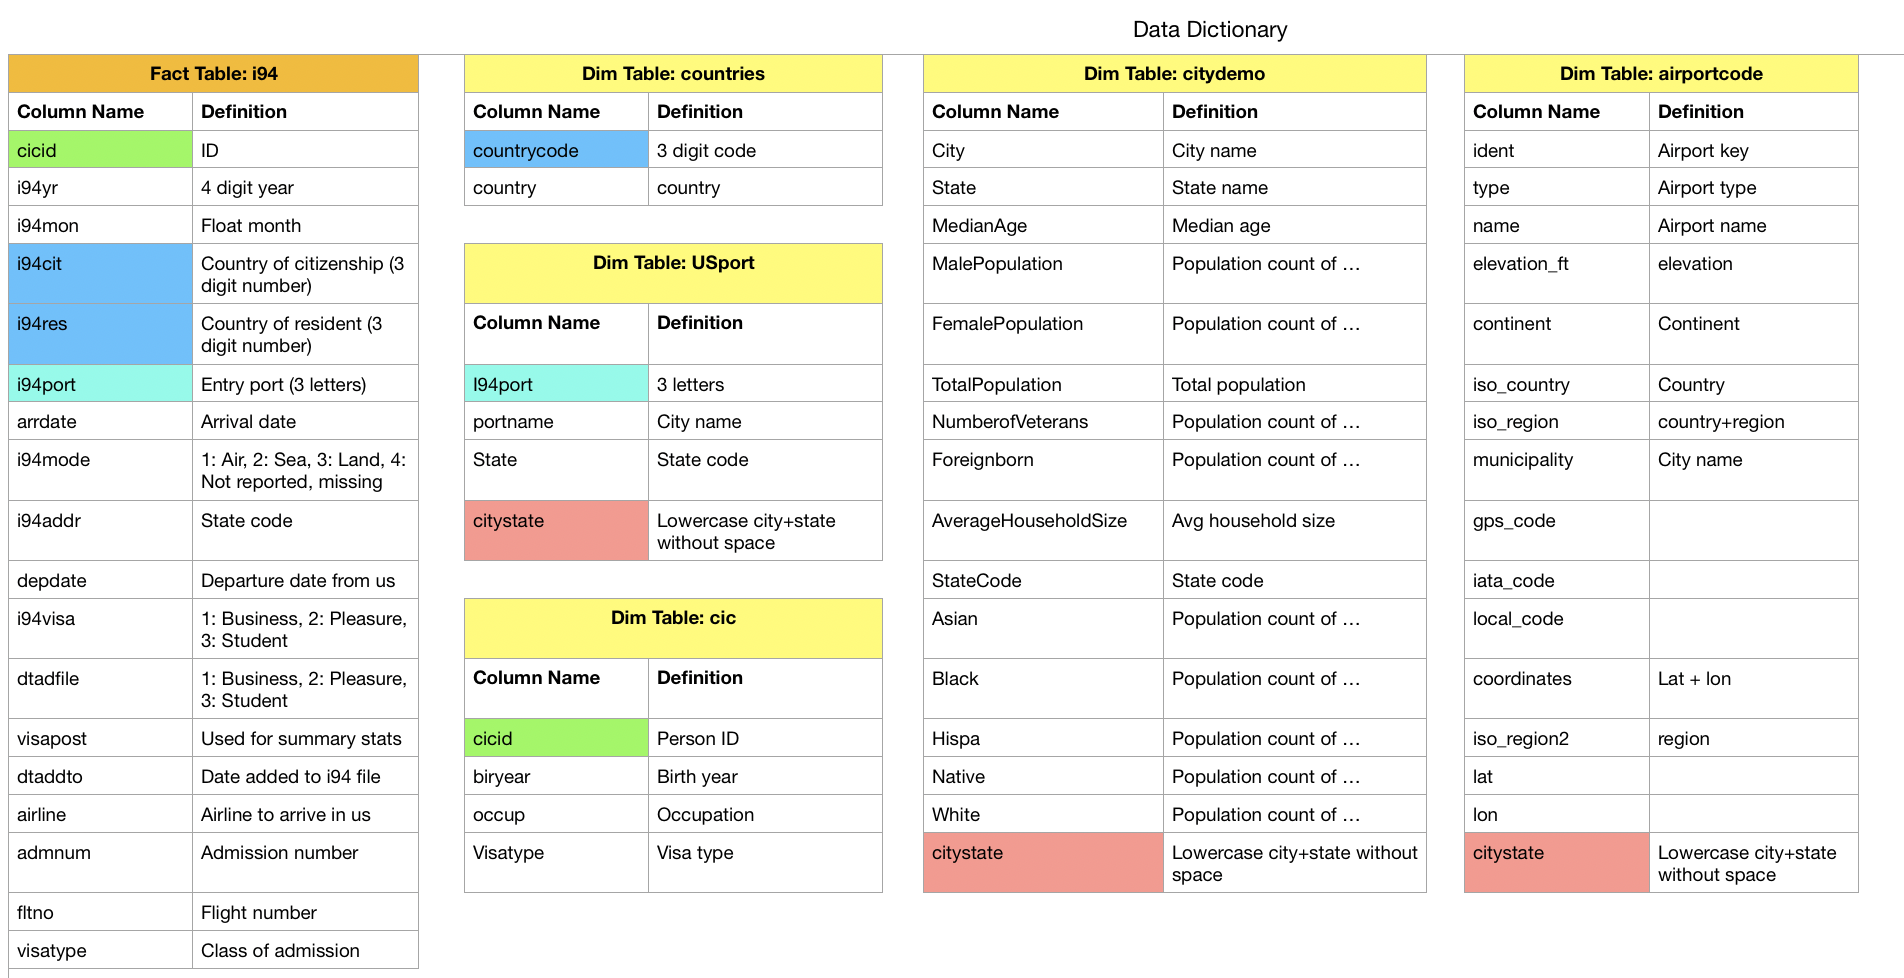 Data Dictionary
Fact Table: i94
Column Name Definition
cicid ID
i94yr 4 digit year
i94mon Float month
i94cit Country of citizenship (3
digit number)
i94res Country of resident (3
digit number)
i94port Entry port (3 letters)
arrdate Arrival date
i94mode 1: Air, 2: Sea, 3: Land, 4:
Not reported, missing
i94addr State code
depdate Departure date from us
i94visa 1: Business, 2: Pleasure,
3: Student
dtadfile 1: Business, 2: Pleasure,
3: Student
visapost Used for summary stats
dtaddto Date added to i94 file
airline Airline to arrive in us
admnum Admission number
fltno Flight number
visatype Class of admission
Dim Table: countries
Column Name Definition
countrycode 3 digit code
country country
Dim Table: USport
Column Name Definition
I94port 3 letters
portname City name
State State code
citystate Lowercase city+state
without space
Dim Table: cic
Column Name Definition
cicid Person ID
biryear Birth year
occup Occupation
Visatype Visa type
Dim Table: citydemo
Column Name Definition
City City name
State State name
MedianAge Median age
MalePopulation Population count of …
FemalePopulation Population count of …
TotalPopulation Total population
NumberofVeterans Population count of …
Foreignborn Population count of …
AverageHouseholdSize Avg household size
StateCode State code
Asian Population count of …
Black Population count of …
Hispa Population count of …
Native Population count of …
White Population count of …
citystate Lowercase city+state without
space
Dim Table: airportcode
Column Name Definition
ident Airport key
type Airport type
name Airport name
elevation_ft elevation
continent Continent
iso_country Country
iso_region country+region
municipality City name
gps_code
iata_code
local_code
coordinates Lat + lon
iso_region2 region
lat
lon
citystate Lowercase city+state
without space